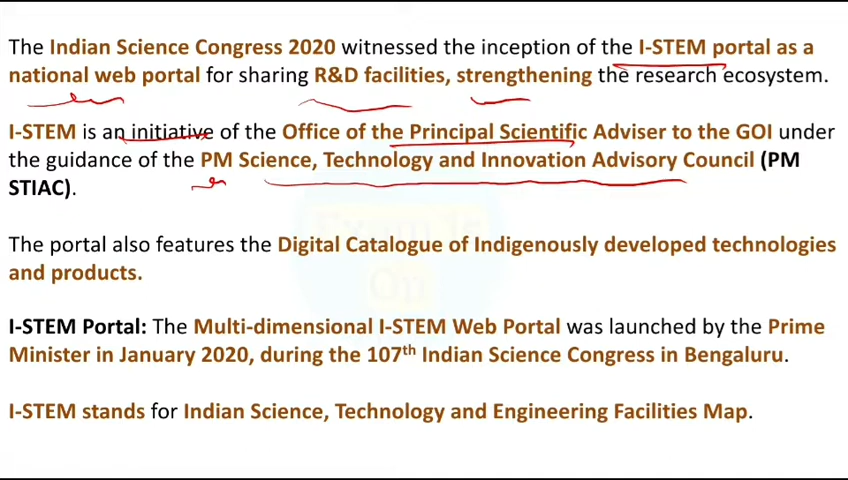 The Indian Science Congress 2020 witnessed the inception of the I-STEM portal as a
national web portal for sharing R&D facilities, strengthening the research ecosystem.
I-STEM is an initiative of the Office of the Principal Scientific Adviser to the GOI under
the guidance of the PM Science, Technology and Innovation Advisory Council (PM
STIAC).
The portal also features the Digital Catalogue of Indigenously developed technologies
and products.
Exam Is
On
I-STEM Portal: The Multi-dimensional I-STEM Web Portal was launched by the Prime
Minister in January 2020, during the 107th Indian Science Congress in Bengaluru.
I-STEM stands for Indian Science, Technology and Engineering Facilities Map.